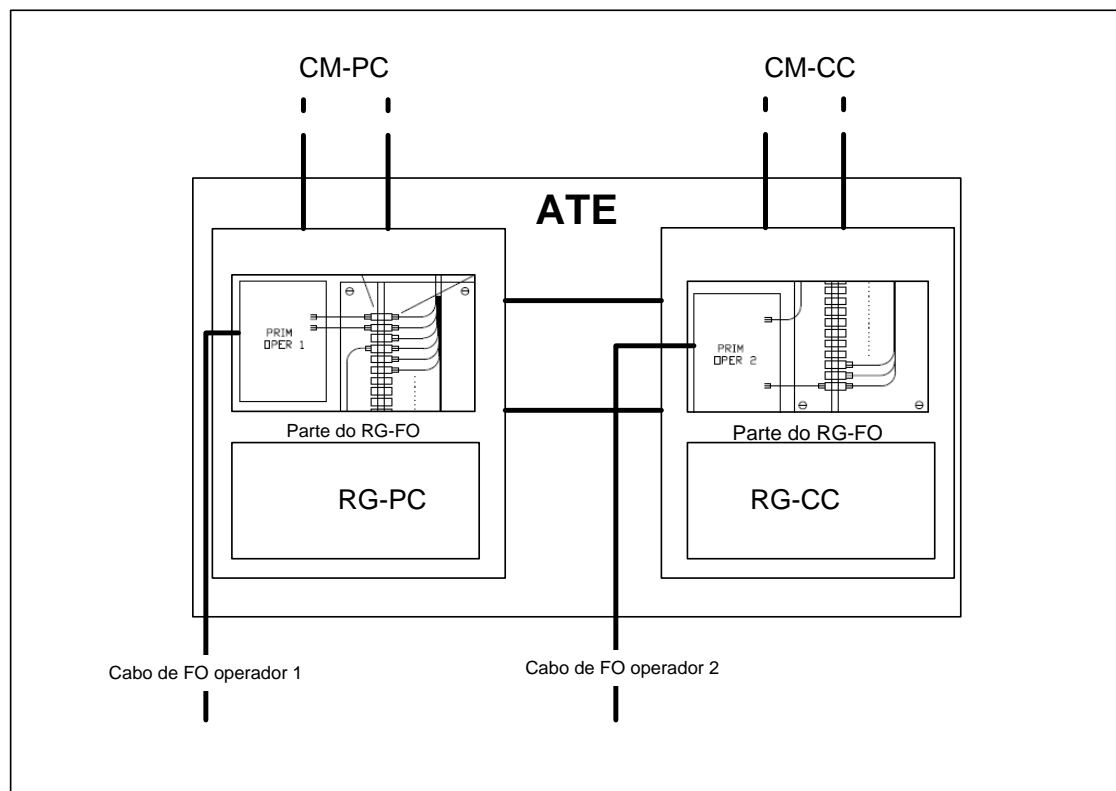 CM-PC
CM-CC
ATE
PRIM
OPER 1
PRIM
OPER 2
Parte do RG-FO
Parte do RG-FO
RG-PC
RG-CC
Cabo de FO operador 1
Cabo de FO operador 2